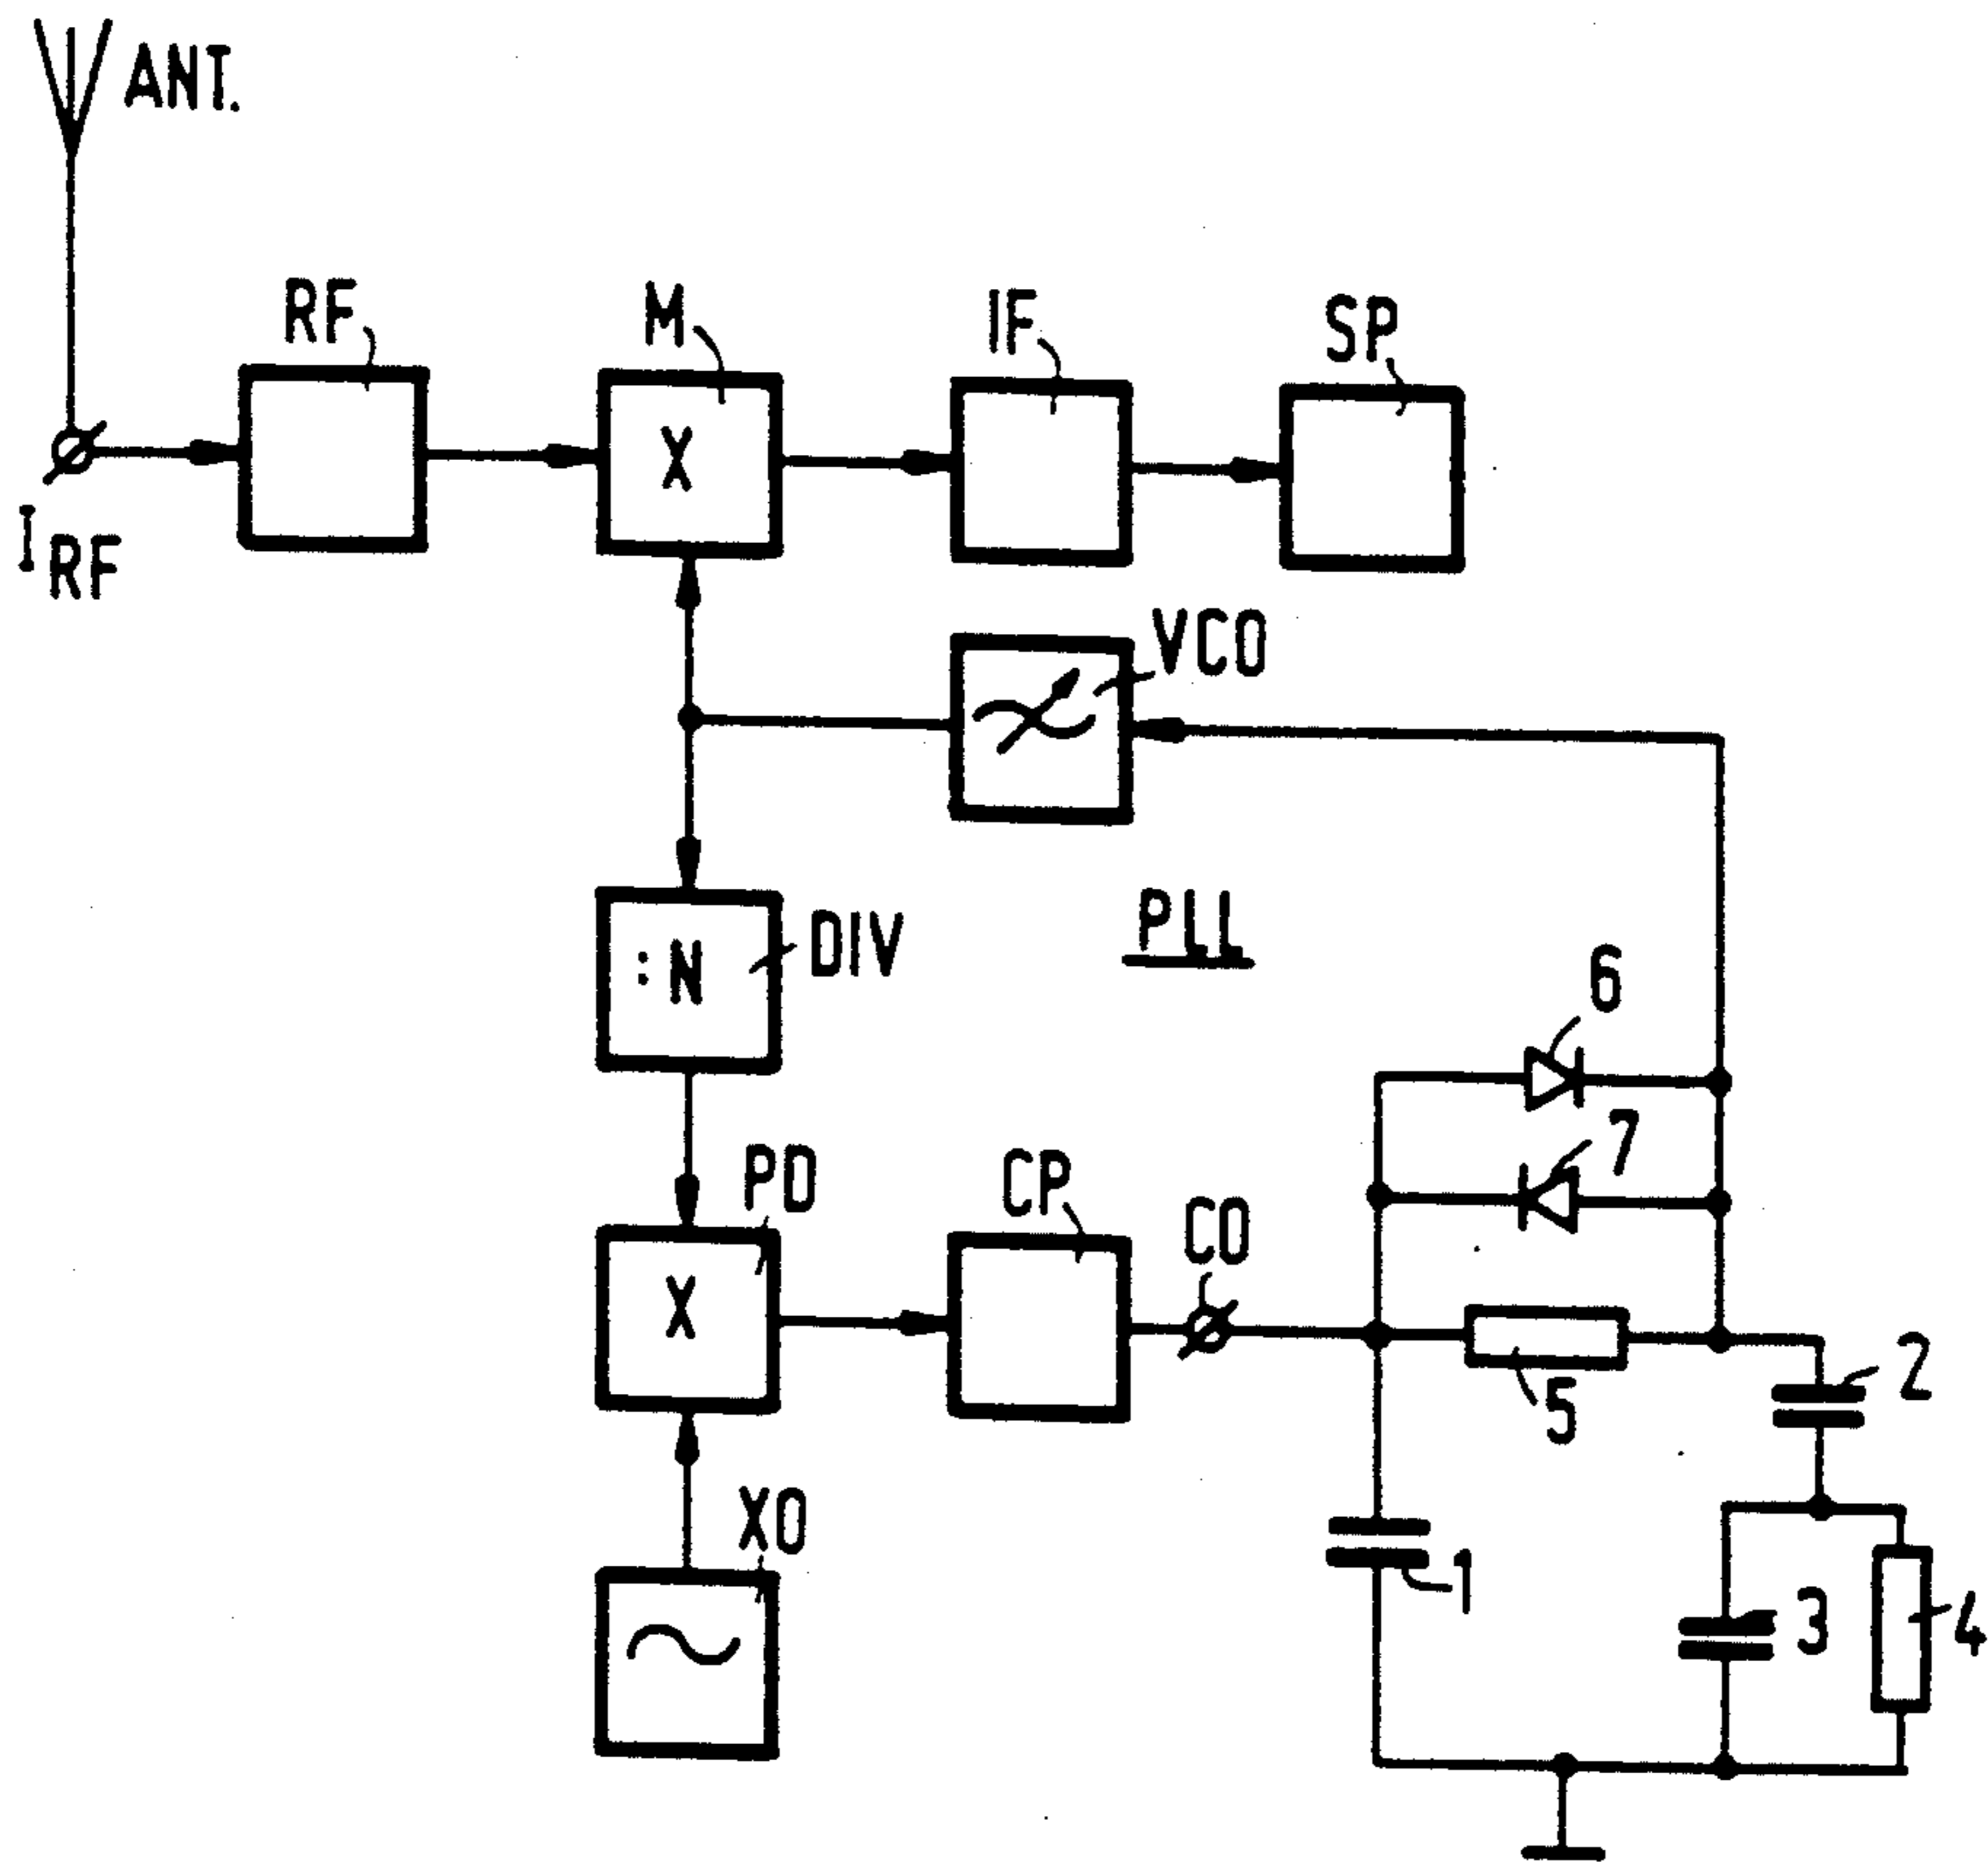 ANT.
RF
M
IF
SP
X
I RF
VCO
:N
DIV
PLL
6
7
PD
CP
CO
X
5
2
XO
1
3
4